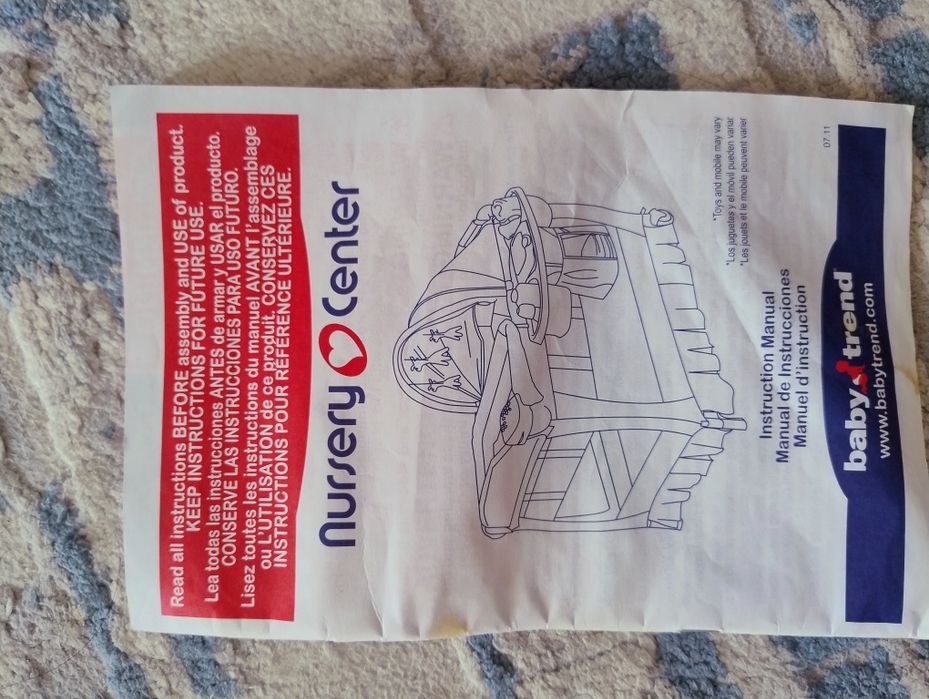 Read all instructions BEFORE assembly and USE of product.
KEEP INSTRUCTIONS FOR FUTURE USE.
Lea todas las instrucciones ANTES de armar y USAR el producto.
CONSERVE LAS INSTRUCCIONES PARA USO FUTURO.
Lisez toutes les instructions du manuel AVANT l'assemblage
ou L'UTILISATION de ce produit. CONSERVEZ CES
INSTRUCTIONS POUR RÉFÉRENCE ULTÉRIEURE.
nursery center
*Toys and mobile may vary
*Los juguetes y el móvil pueden variar
*Les jouets et le mobile peuvent varier
Instruction Manual
Manual de Instrucciones
Manuel d'instruction
07 11
baby trend
www.babytrend.com